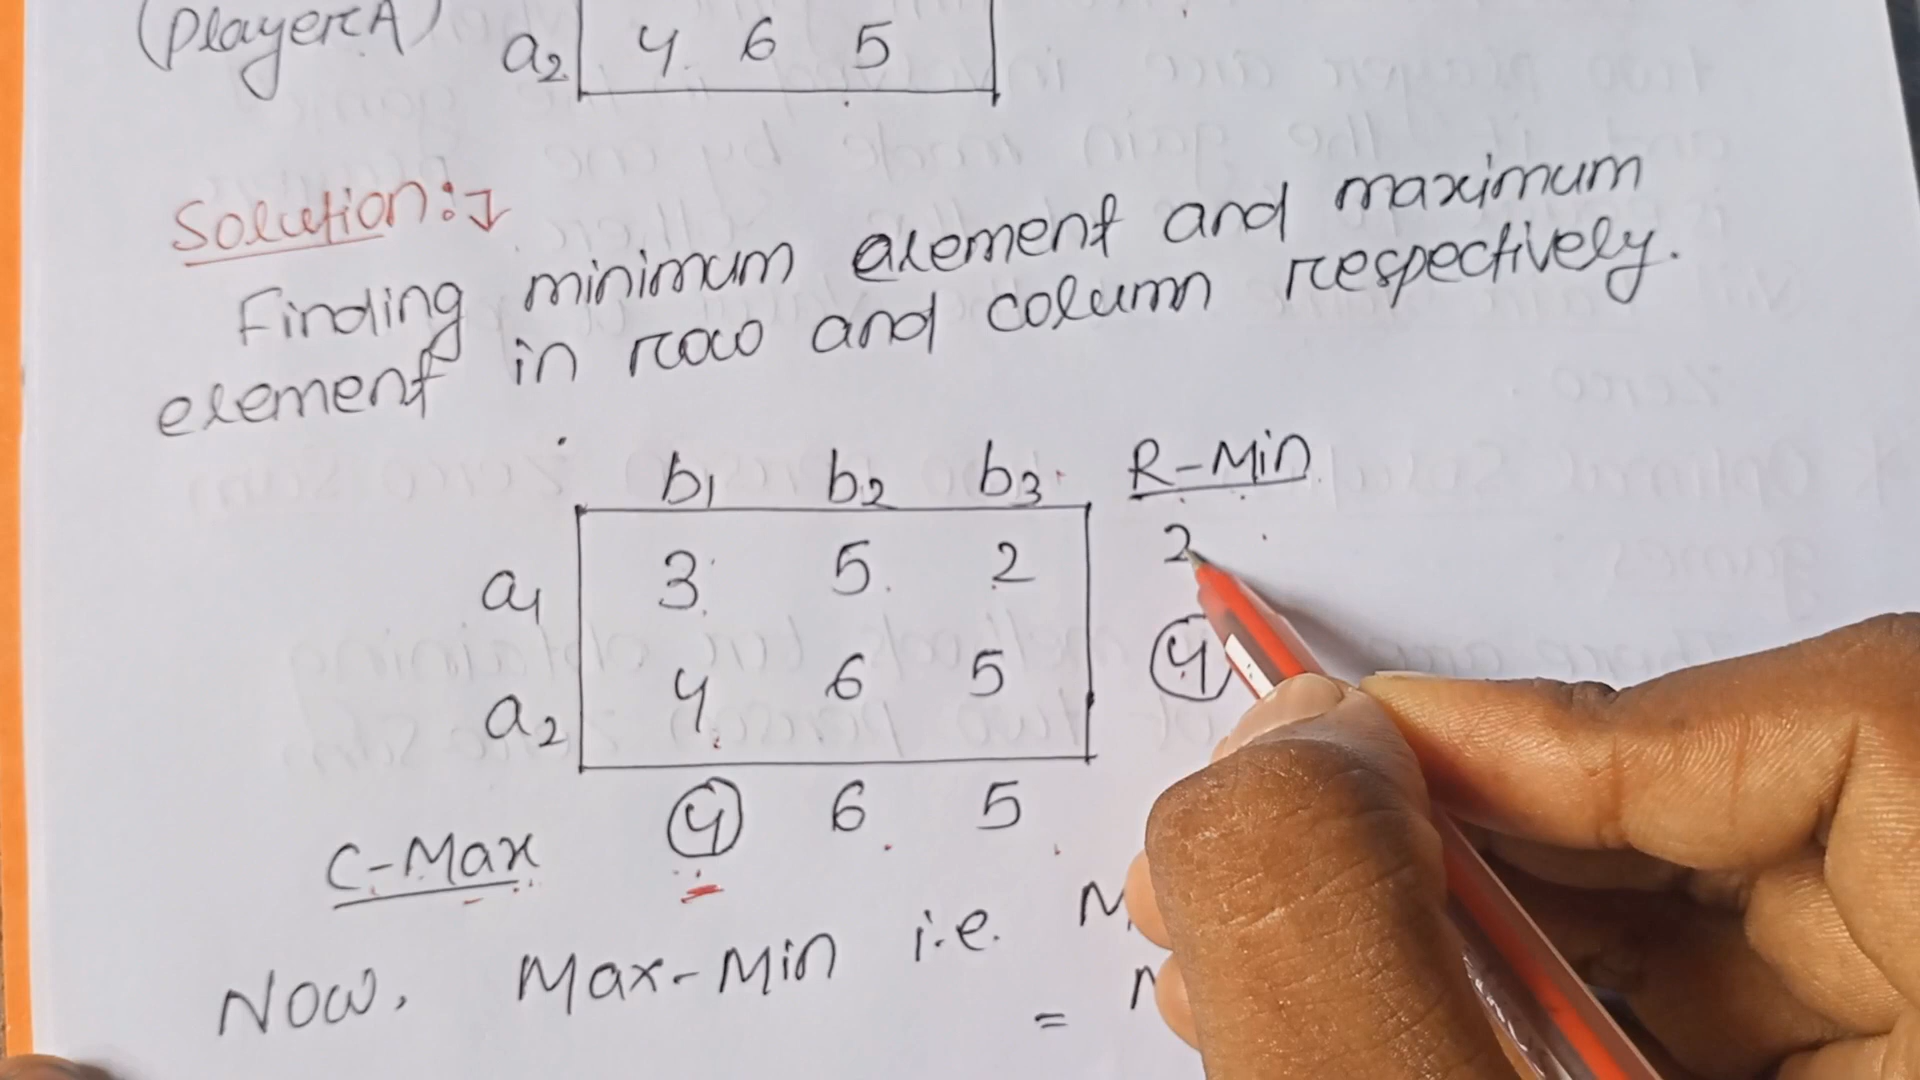 (Player A) a2 4 6 5
Solution:-
Finding minimum element and maximum
element in row and column respectively.
b1 b2 b3 R-Min
a1 3 5 2 2
a2 4 6 5 4
C-Max 4 6 5
Now, Max-Min i.e.
=